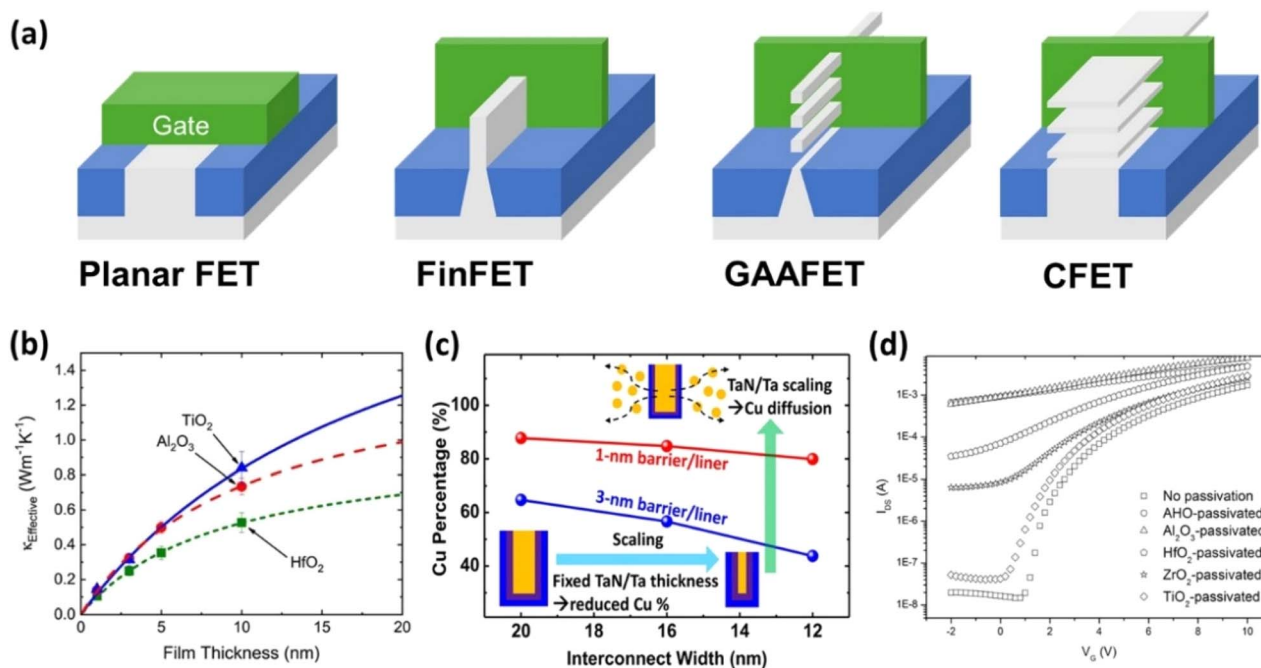 (a)
Gate
Planar FET
FinFET
GAAFET
CFET
(b)
κEffective (Wm⁻¹K⁻¹)
1.4
1.2
1.0
0.8
0.6
0.4
0.2
0.0
TiO₂
Al₂O₃
HfO₂
0
5
10
15
20
Film Thickness (nm)
(c)
Cu Percentage (%)
100
80
60
40
TaN/Ta scaling
→Cu diffusion
1-nm barrier/liner
3-nm barrier/liner
Scaling
Fixed TaN/Ta thickness
→reduced Cu %
20
18
16
14
12
Interconnect Width (nm)
(d)
I_DS (A)
1E-3
1E-4
1E-5
1E-6
1E-7
1E-8
No passivation
AHO-passivated
Al₂O₃-passivated
HfO₂-passivated
ZrO₂-passivated
TiO₂-passivated
-2
0
2
4
6
8
10
V_G (V)